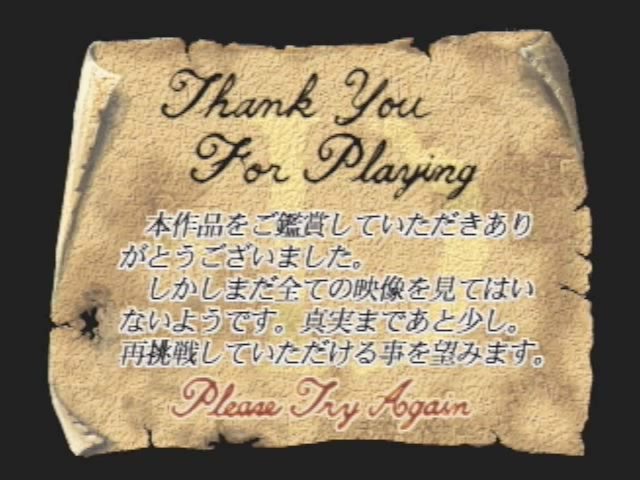 Thank You
For Playing
本作品をご鑑賞していただきあり
がとうございました。
しかしまだ全ての映像を見てはい
ないようです。真実まであと少し。
再挑戦していただける事を望みます。
Please Try Again